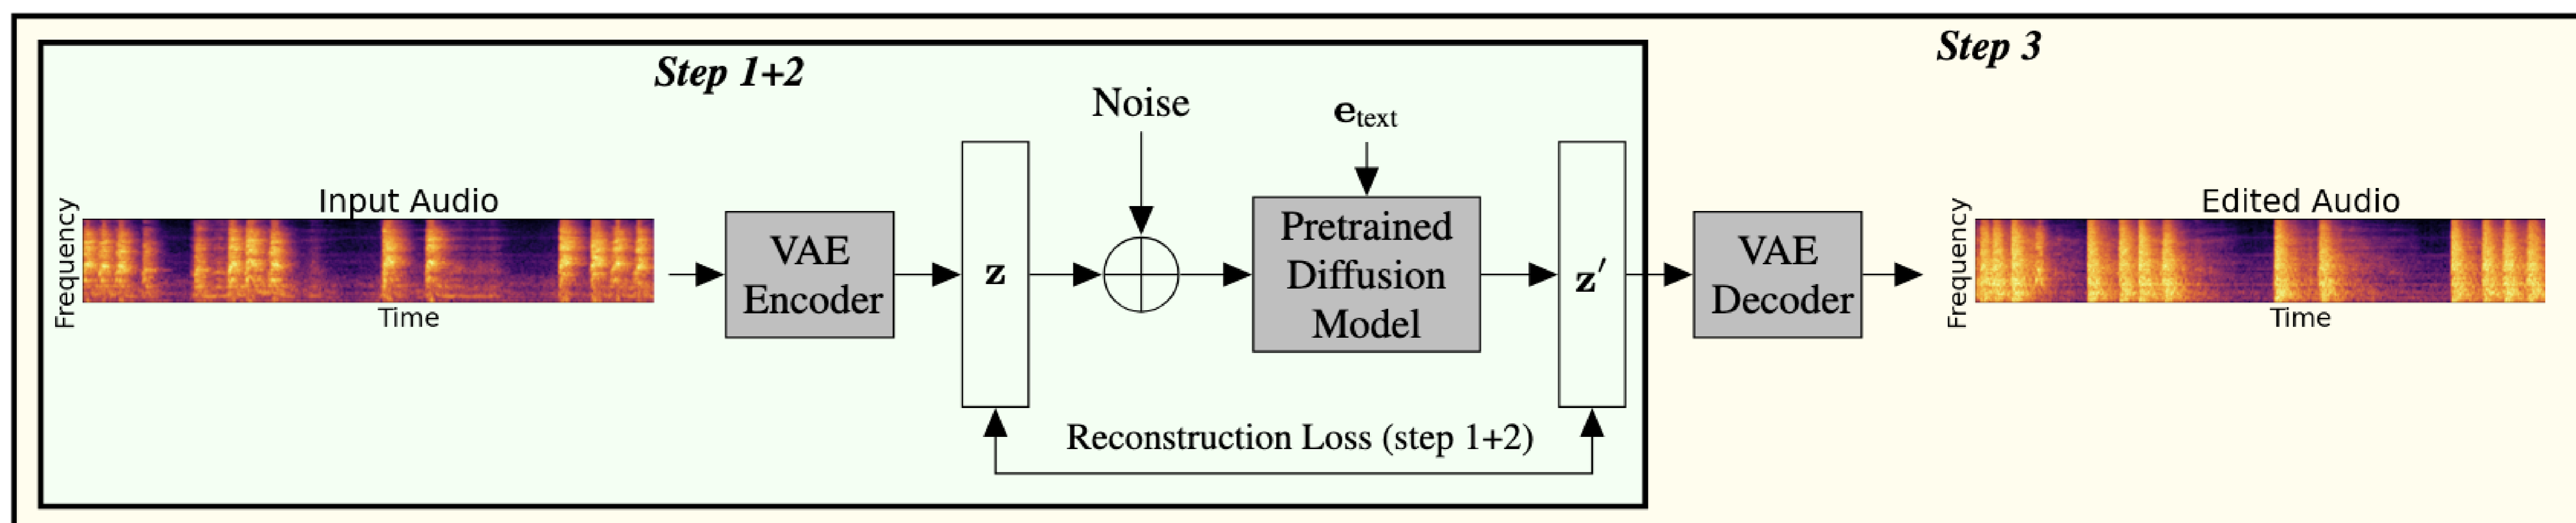 Step 1+2
Step 3
Noise
e_text
Input Audio
Frequency
Time
VAE
Encoder
z
Pretrained
Diffusion
Model
z′
VAE
Decoder
Edited Audio
Frequency
Time
Reconstruction Loss (step 1+2)